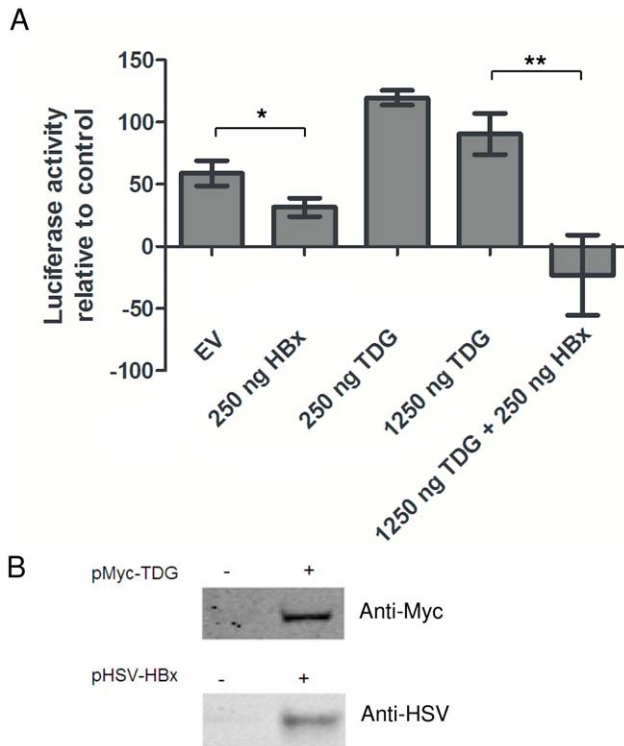 A
Luciferase activity
relative to control
150
100
50
0
-50
-100
*
**
EV
250 ng HBx
250 ng TDG
1250 ng TDG
1250 ng TDG + 250 ng HBx
B
pMyc-TDG - +
Anti-Myc
pHSV-HBx - +
Anti-HSV